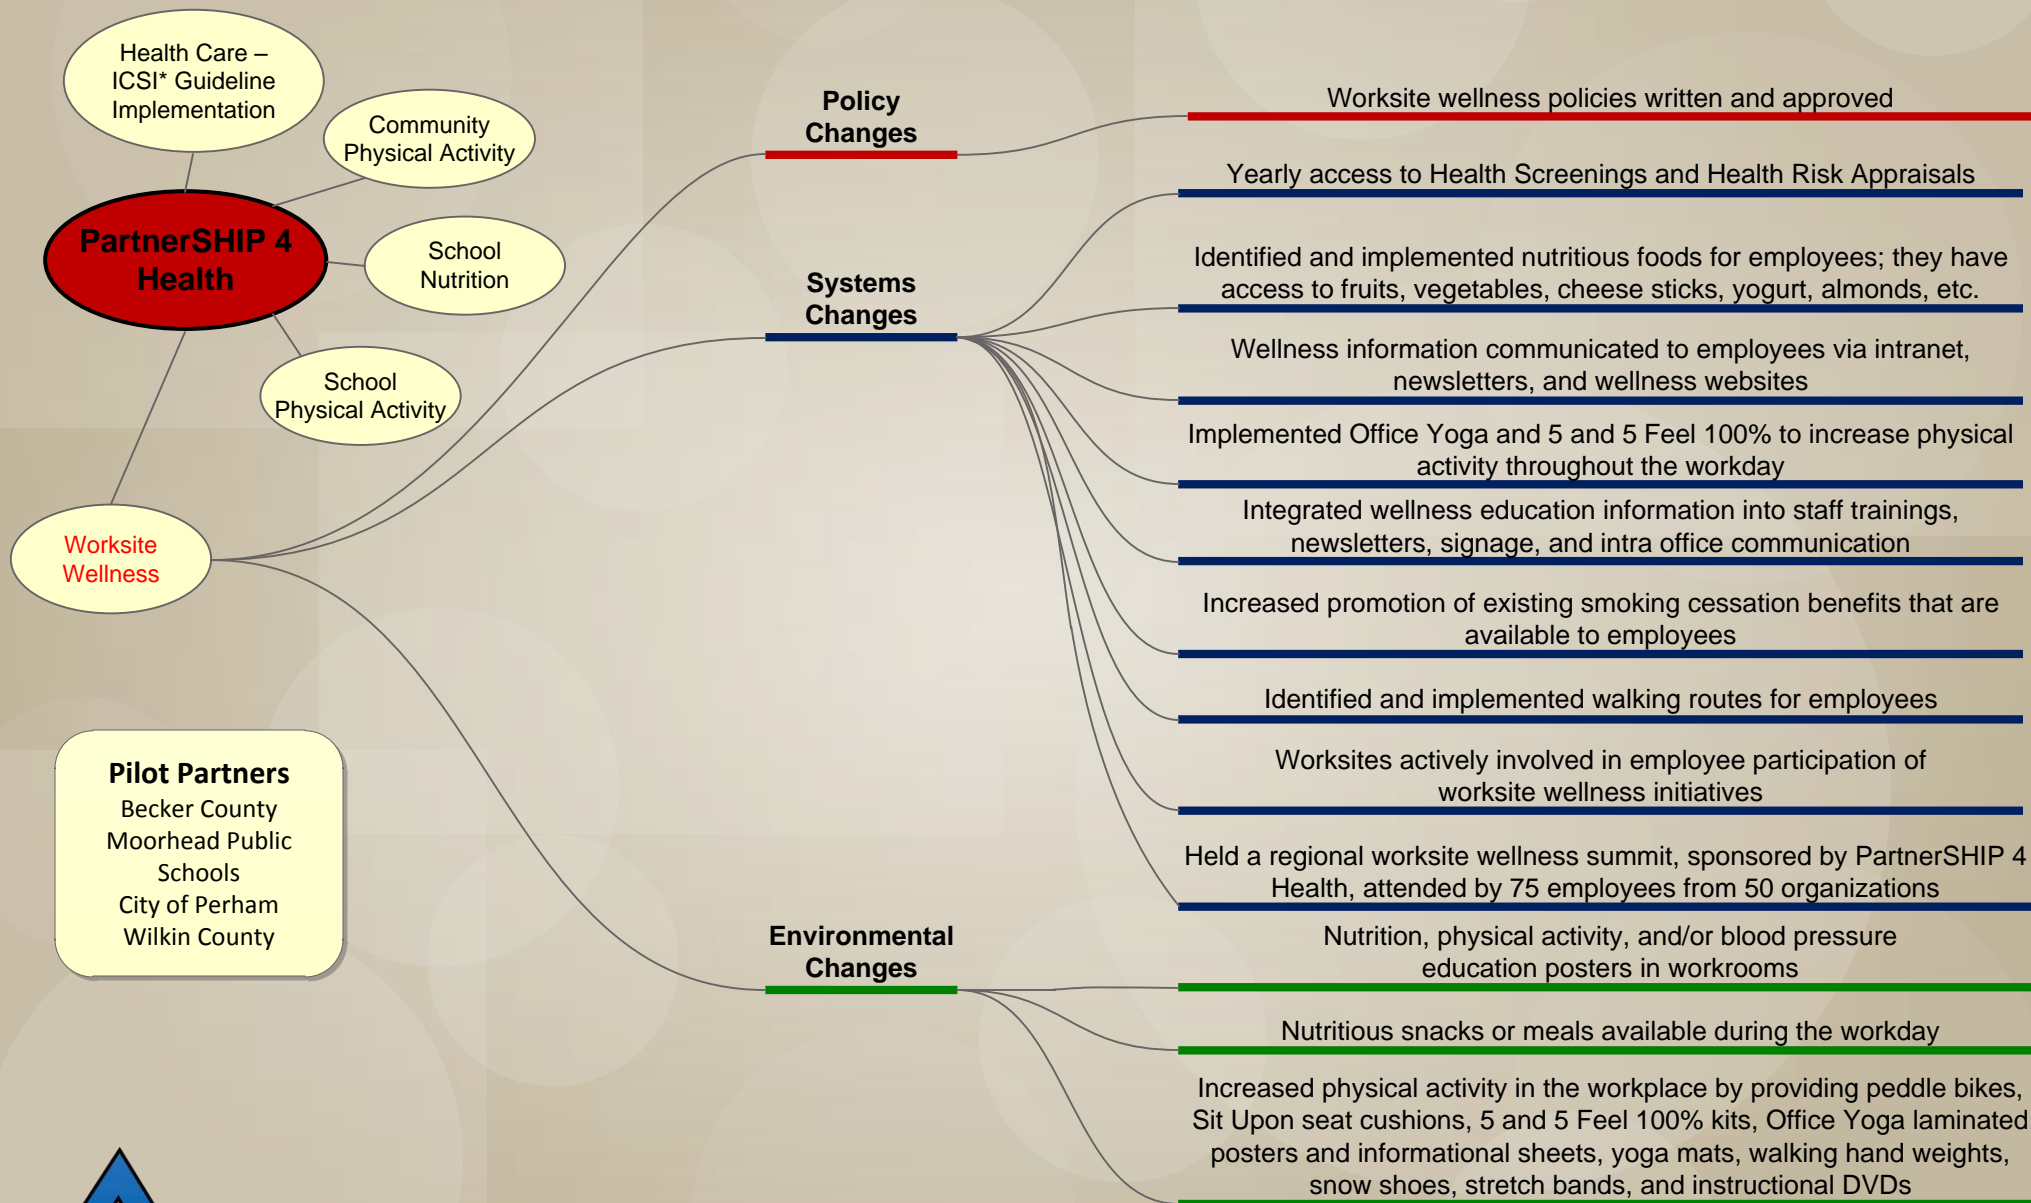 Health Care –
ICSI* Guideline
Implementation
Community
Physical Activity
PartnerSHIP 4
Health
School
Nutrition
School
Physical Activity
Worksite
Wellness
Pilot Partners
Becker County
Moorhead Public
Schools
City of Perham
Wilkin County
Policy
Changes
Worksite wellness policies written and approved
Systems
Changes
Yearly access to Health Screenings and Health Risk Appraisals
Identified and implemented nutritious foods for employees; they have
access to fruits, vegetables, cheese sticks, yogurt, almonds, etc.
Wellness information communicated to employees via intranet,
newsletters, and wellness websites
Implemented Office Yoga and 5 and 5 Feel 100% to increase physical
activity throughout the workday
Integrated wellness education information into staff trainings,
newsletters, signage, and intra office communication
Increased promotion of existing smoking cessation benefits that are
available to employees
Identified and implemented walking routes for employees
Worksites actively involved in employee participation of
worksite wellness initiatives
Held a regional worksite wellness summit, sponsored by PartnerSHIP 4
Health, attended by 75 employees from 50 organizations
Environmental
Changes
Nutrition, physical activity, and/or blood pressure
education posters in workrooms
Nutritious snacks or meals available during the workday
Increased physical activity in the workplace by providing peddle bikes,
Sit Upon seat cushions, 5 and 5 Feel 100% kits, Office Yoga laminated
posters and informational sheets, yoga mats, walking hand weights,
snow shoes, stretch bands, and instructional DVDs